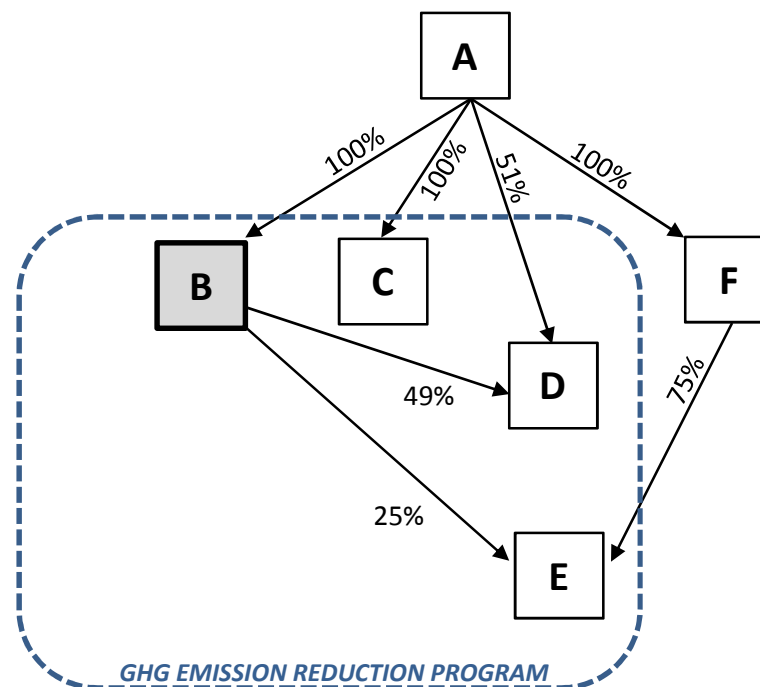 A
100%
100%
51%
100%
B
C
F
D
49%
75%
25%
E
GHG EMISSION REDUCTION PROGRAM